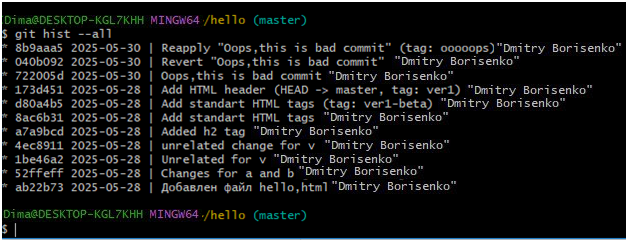 Dima@DESKTOP-KGL7KHH MINGW64 /hello (master)
$ git hist --all
* 8b9aaa5 2025-05-30 | Reapply "Oops,this is bad commit" (tag: ooooops)"Dmitry Borisenko"
* 040b092 2025-05-30 | Revert "Oops,this is bad commit" "Dmitry Borisenko"
* 722005d 2025-05-30 | Oops,this is bad commit "Dmitry Borisenko"
* 173d451 2025-05-28 | Add HTML header (HEAD -> master, tag: ver1) "Dmitry Borisenko"
* d80a4b5 2025-05-28 | Add standart HTML tags (tag: ver1-beta) "Dmitry Borisenko"
* 8ac6b31 2025-05-28 | Add standart HTML tags "Dmitry Borisenko"
* a7a9bcd 2025-05-28 | Added h2 tag "Dmitry Borisenko"
* 4ec8911 2025-05-28 | unrelated change for v "Dmitry Borisenko"
* 1be46a2 2025-05-28 | Unrelated for v "Dmitry Borisenko"
* 52ffeff 2025-05-28 | Changes for a and b "Dmitry Borisenko"
* ab22b73 2025-05-28 | Добавлен файл hello,html "Dmitry Borisenko"
Dima@DESKTOP-KGL7KHH MINGW64 /hello (master)
$